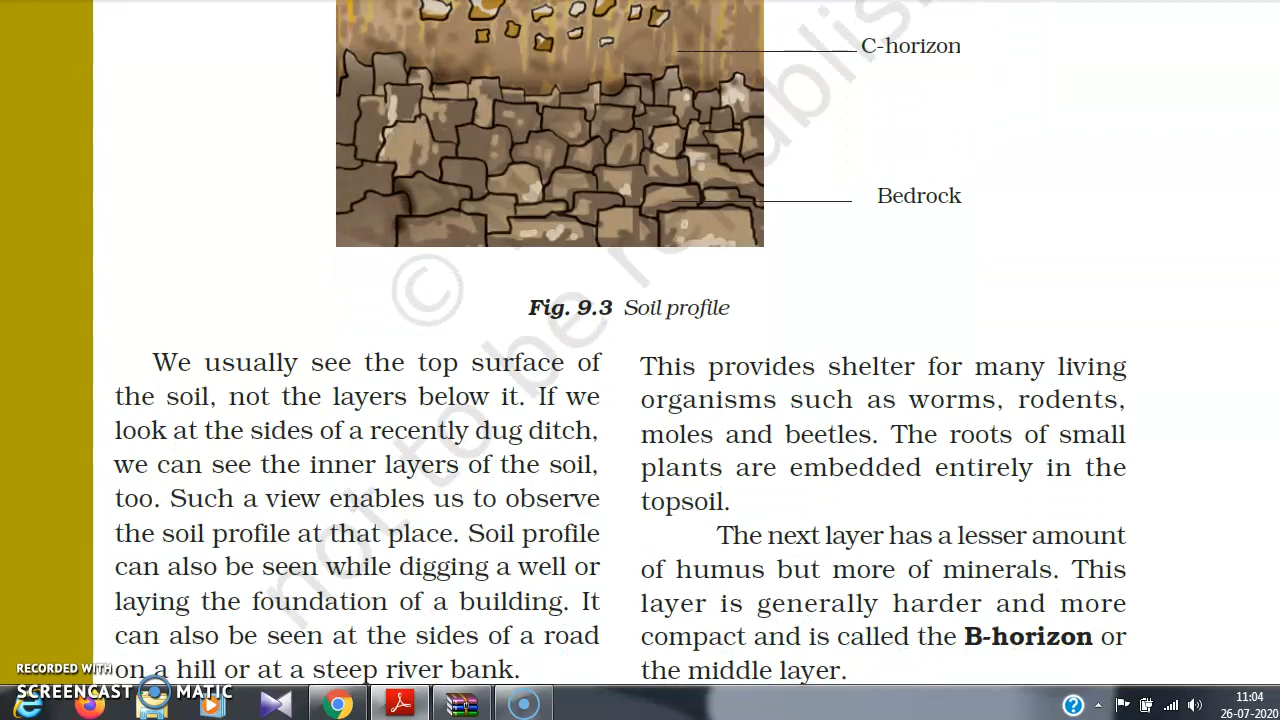 C-horizon
Bedrock
© not to be republis
Fig. 9.3 Soil profile
We usually see the top surface of
the soil, not the layers below it. If we
look at the sides of a recently dug ditch,
we can see the inner layers of the soil,
too. Such a view enables us to observe
the soil profile at that place. Soil profile
can also be seen while digging a well or
laying the foundation of a building. It
can also be seen at the sides of a road
on a hill or at a steep river bank.
This provides shelter for many living
organisms such as worms, rodents,
moles and beetles. The roots of small
plants are embedded entirely in the
topsoil.
The next layer has a lesser amount
of humus but more of minerals. This
layer is generally harder and more
compact and is called the B-horizon or
the middle layer.
RECORDED WITH
SCREENCAST MATIC
11:04
26-07-2020